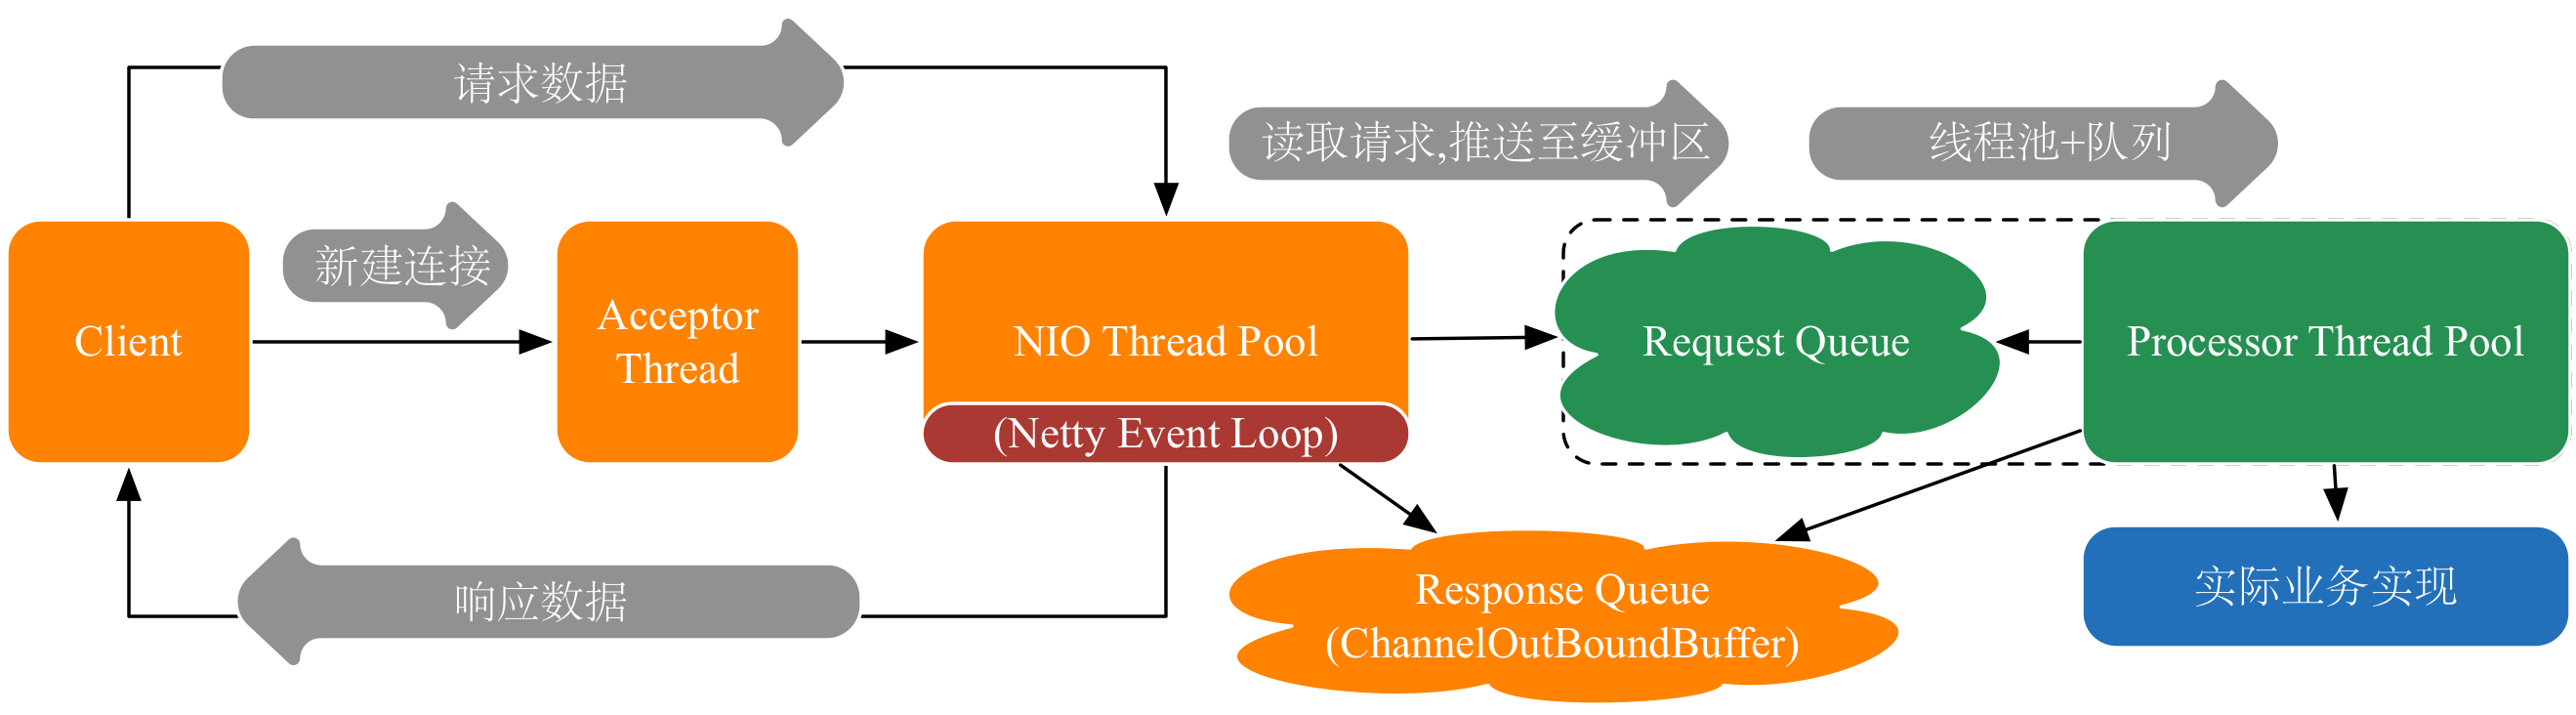 请求数据
读取请求,推送至缓冲区
线程池+队列
新建连接
Client
Acceptor
Thread
NIO Thread Pool
(Netty Event Loop)
Request Queue
Processor Thread Pool
响应数据
Response Queue
(ChannelOutBoundBuffer)
实际业务实现